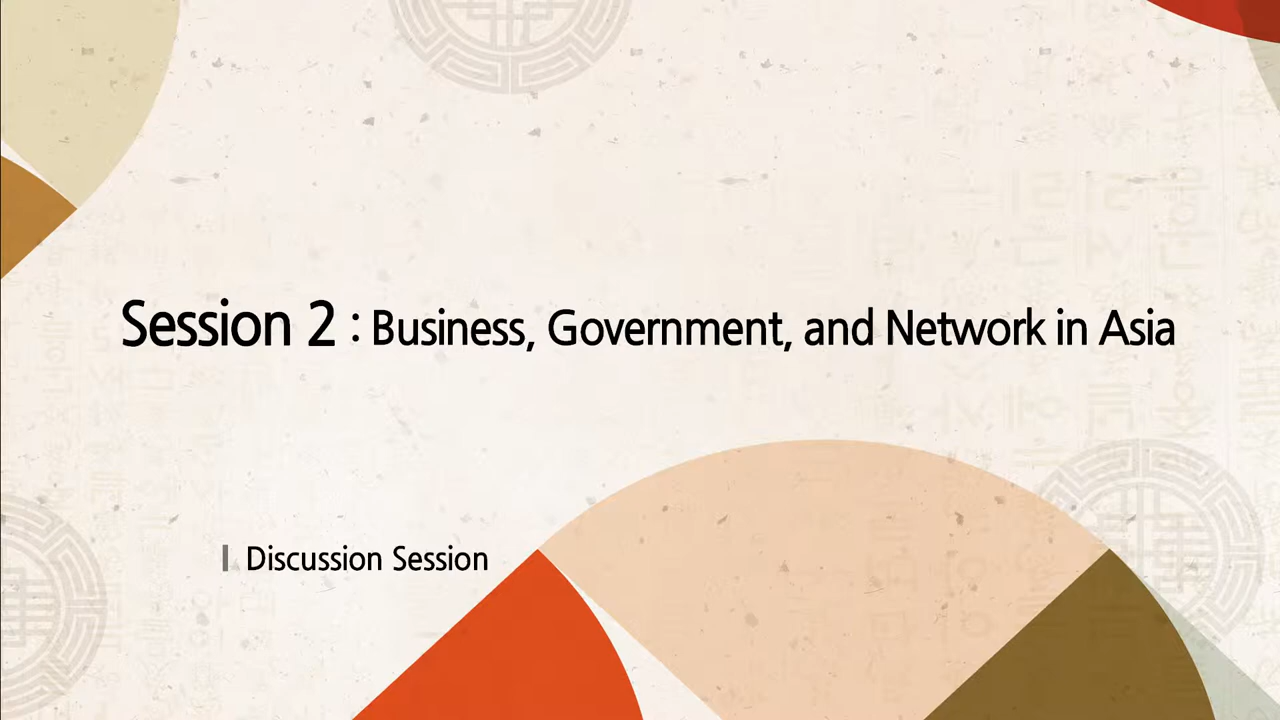 Session 2 : Business, Government, and Network in Asia
Discussion Session